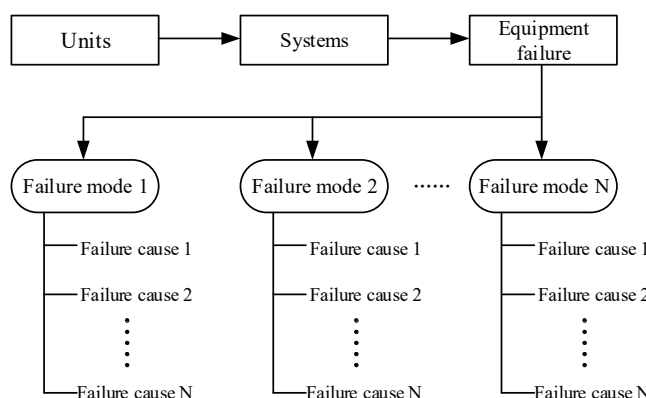 Units
Systems
Equipment
failure
Failure mode 1
Failure mode 2
......
Failure mode N
Failure cause 1
Failure cause 1
Failure cause 1
Failure cause 2
Failure cause 2
Failure cause 2
Failure cause N
Failure cause N
Failure cause N